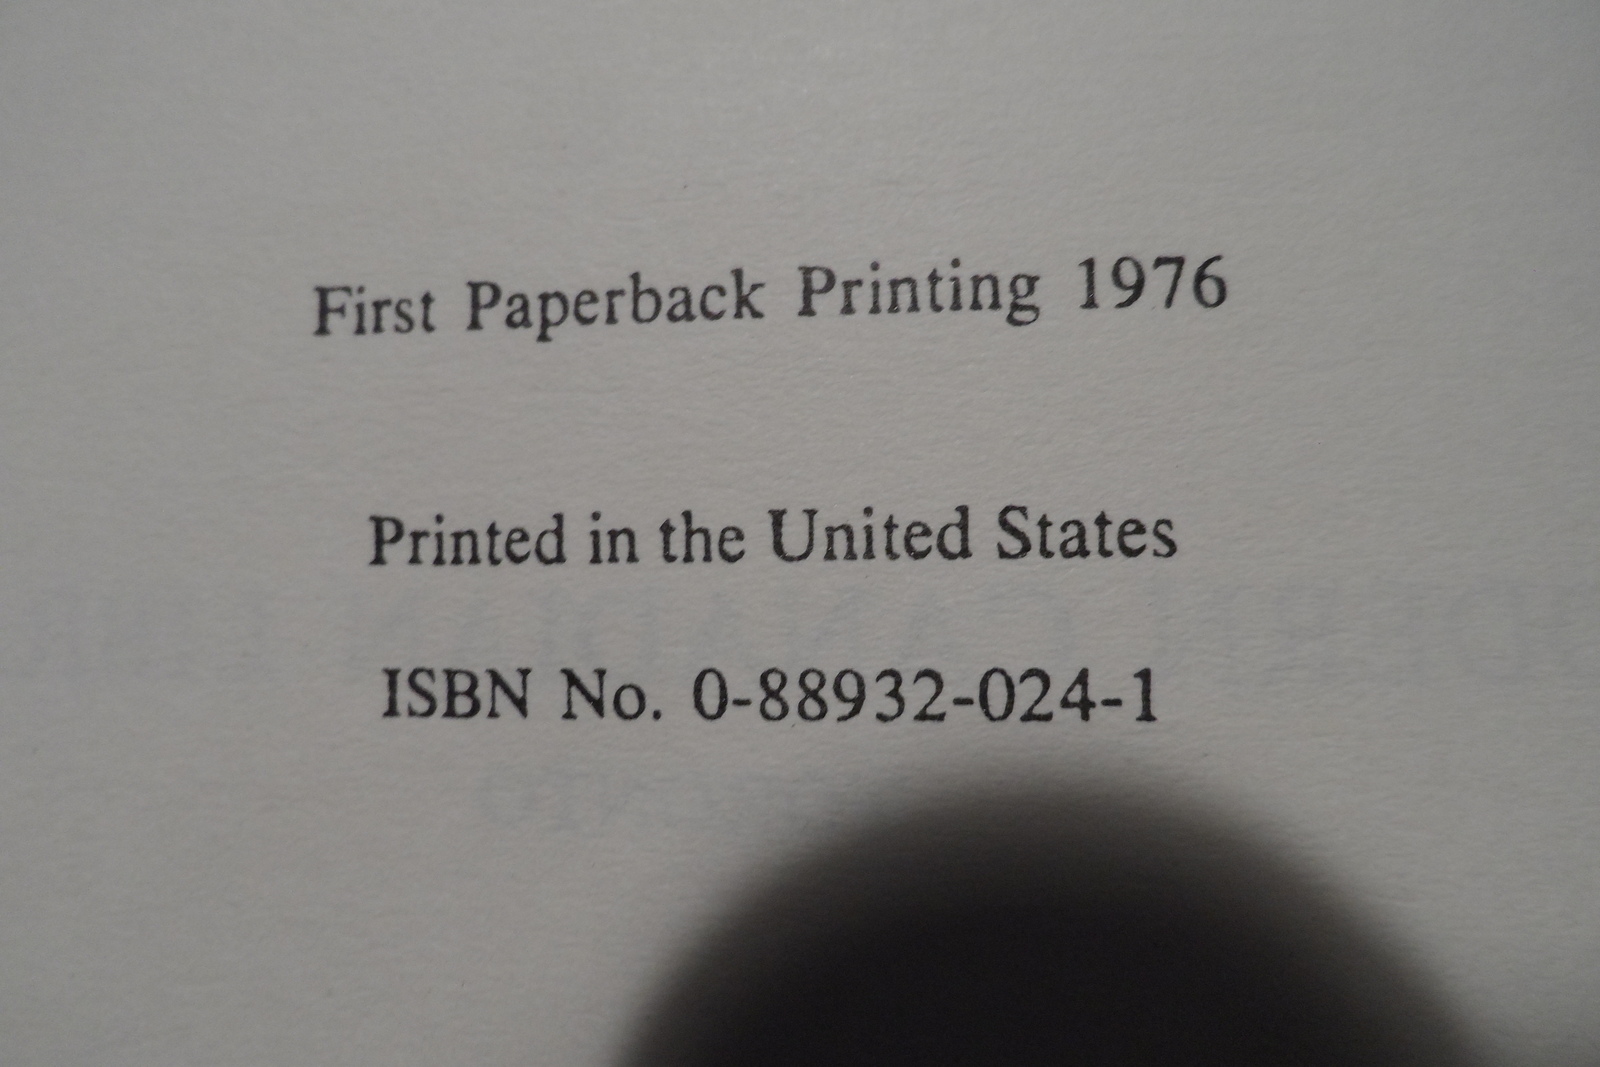 First Paperback Printing 1976
Printed in the United States
ISBN No. 0-88932-024-1